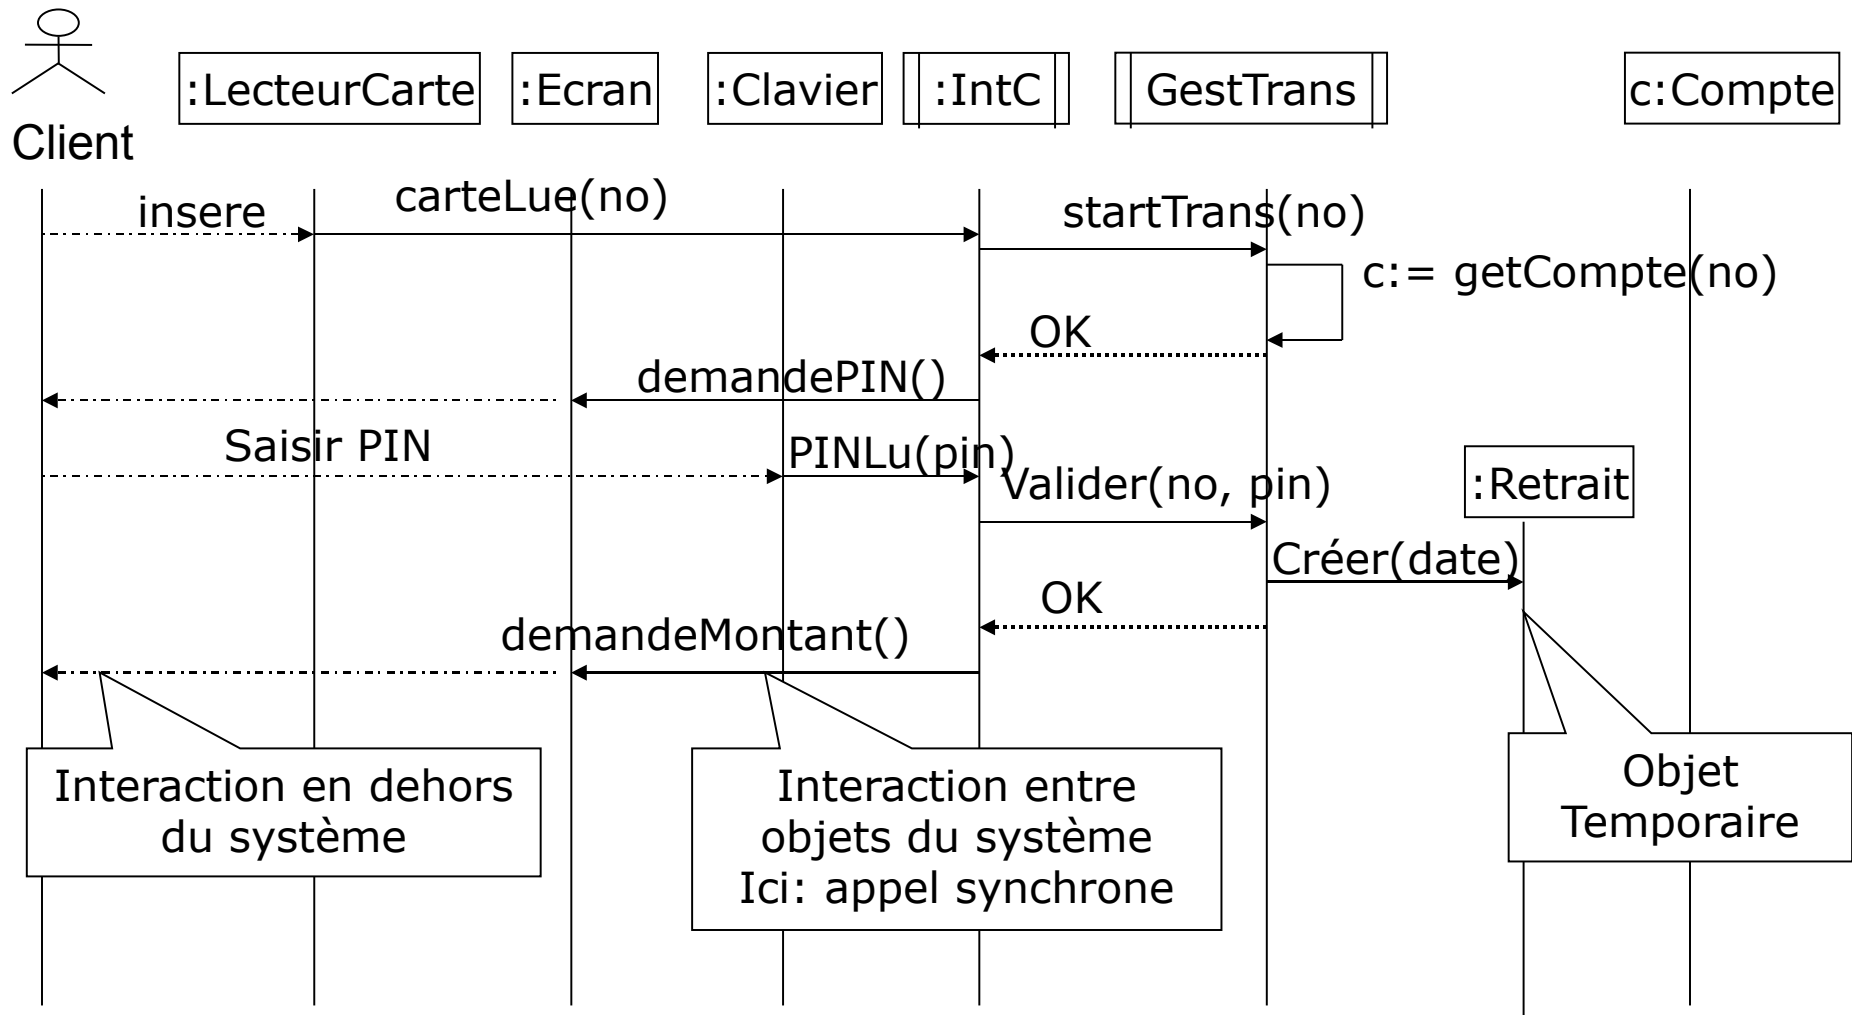 :LecteurCarte
:Ecran
:Clavier
:IntC
GestTrans
c:Compte
Client
insere
carteLue(no)
startTrans(no)
c:= getCompte(no)
OK
demandePIN()
Saisir PIN
PINLu(pin)
Valider(no, pin)
:Retrait
Créer(date)
OK
demandeMontant()
Interaction en dehors
du système
Interaction entre
objets du système
Ici: appel synchrone
Objet
Temporaire